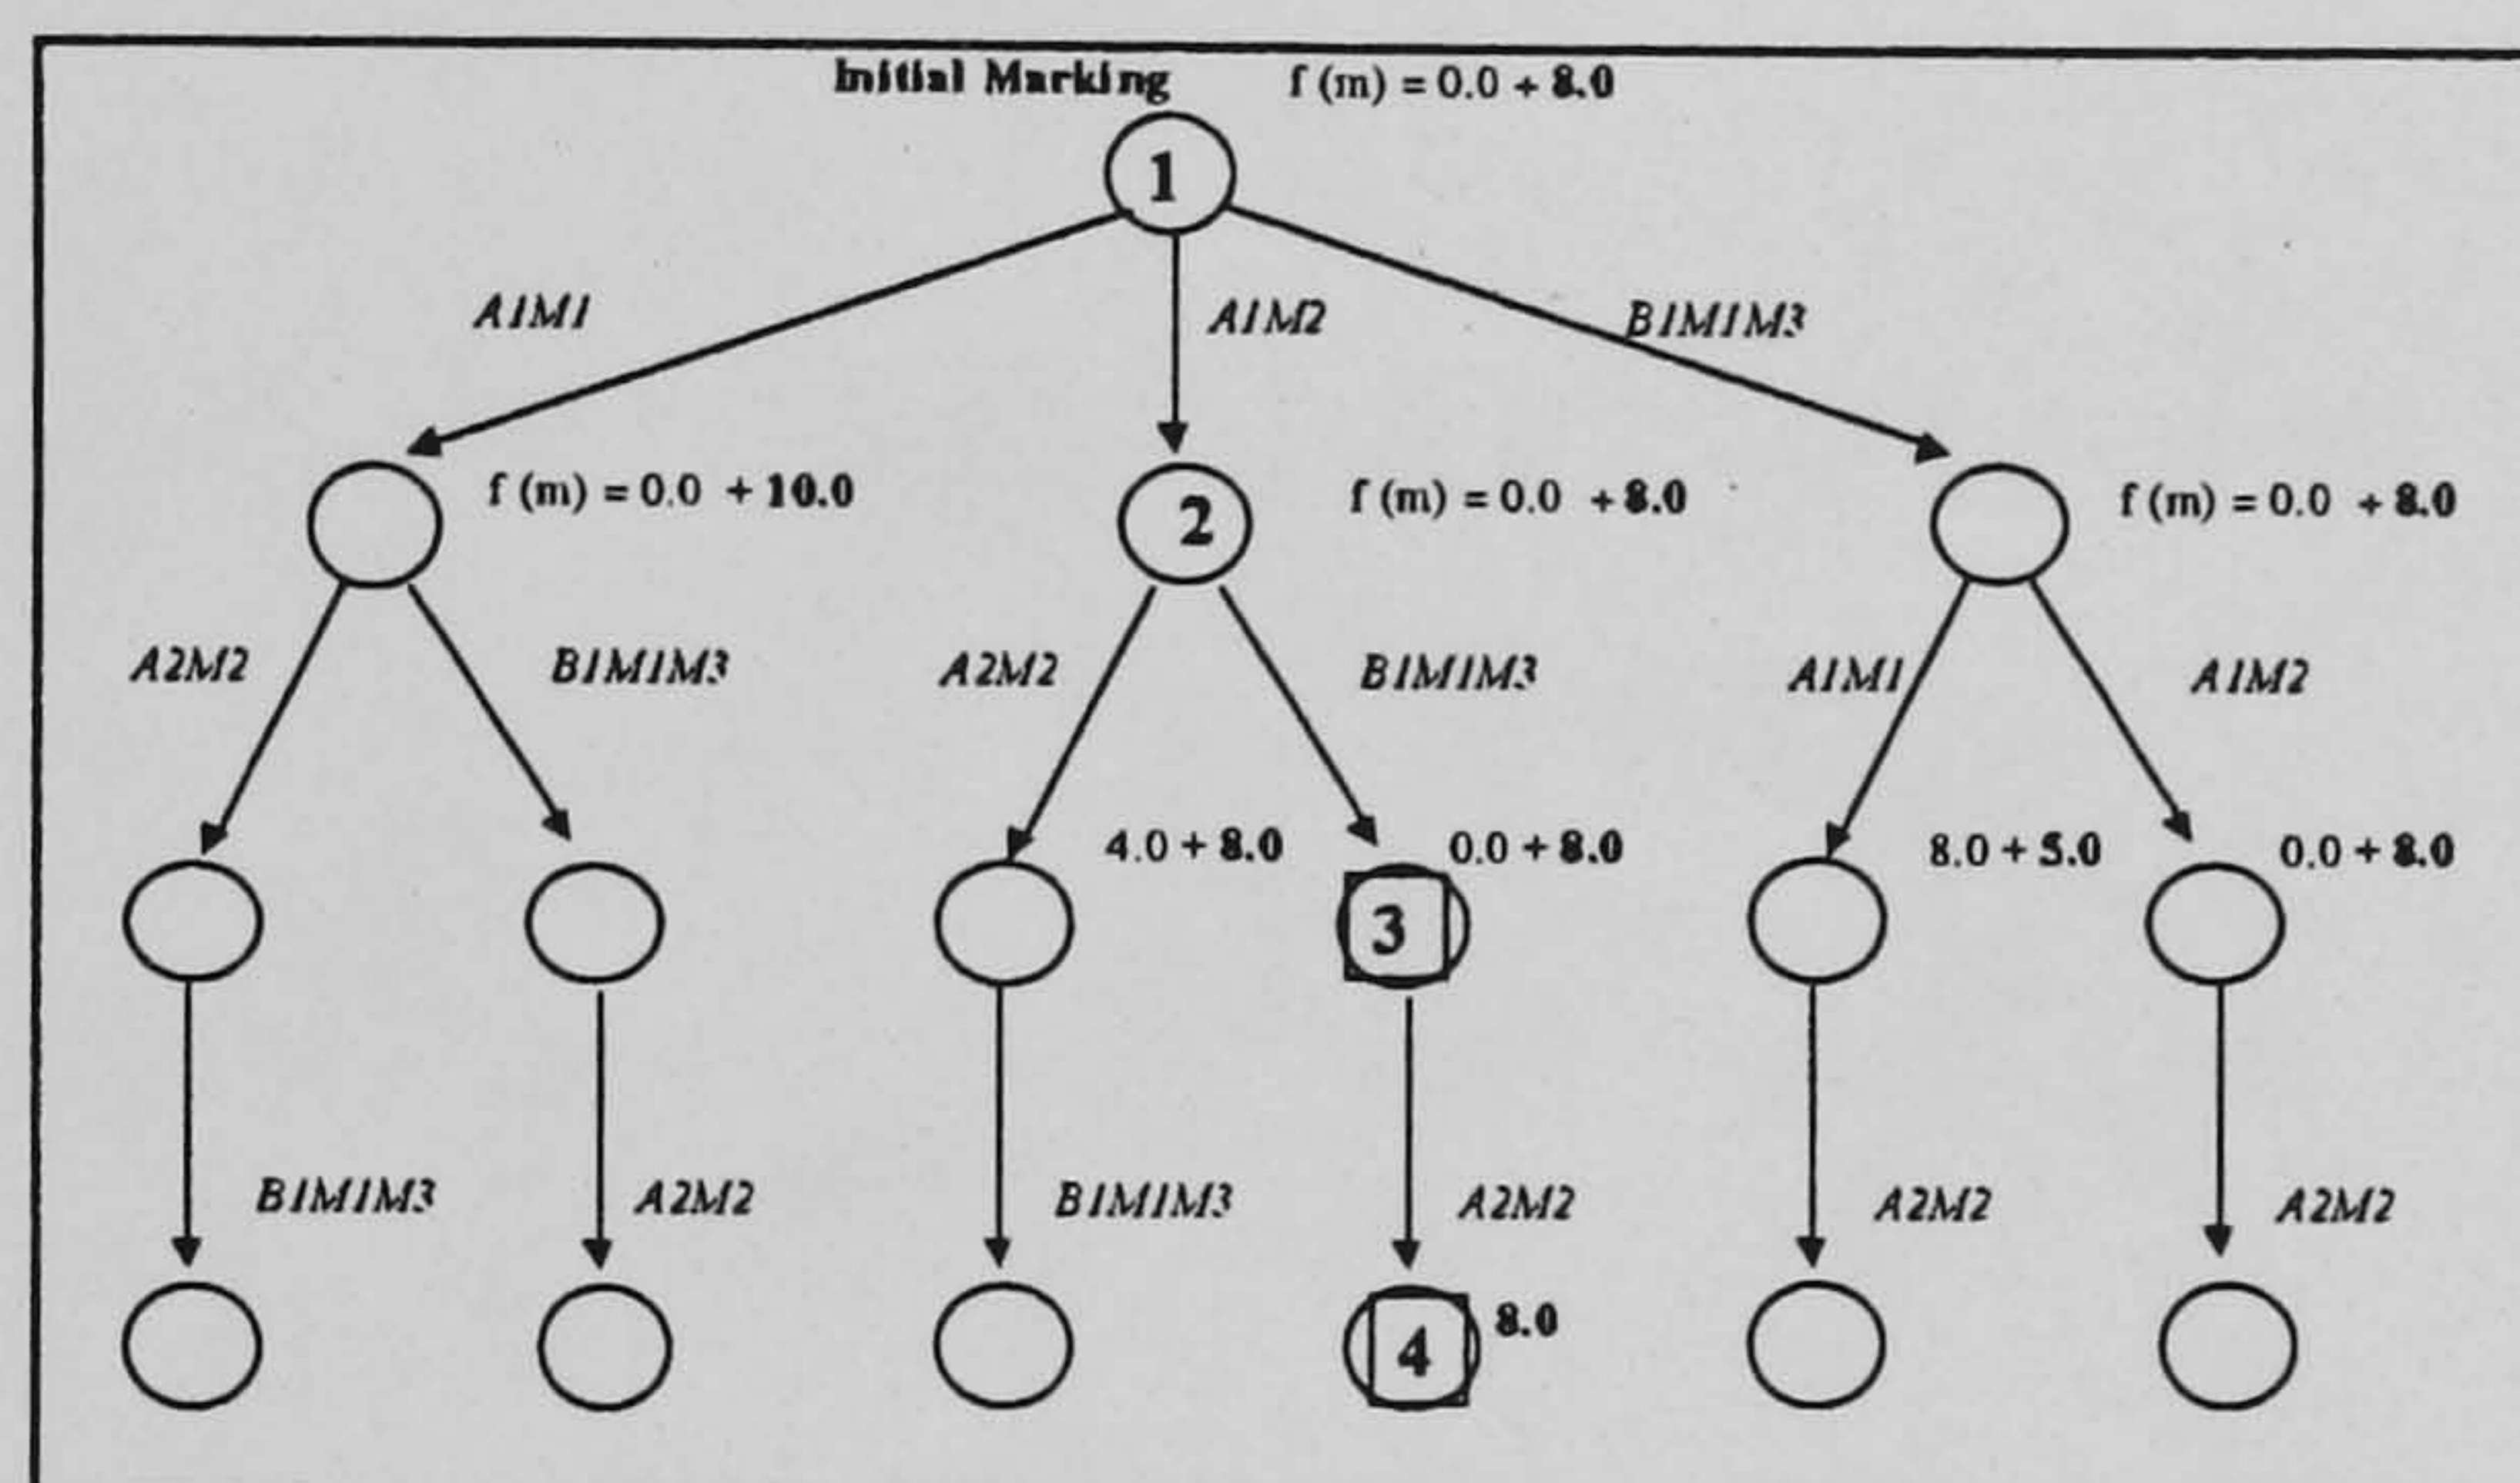 Initial Marking f (m) = 0.0 + 8.0
1
A1M1 A1M2 B1M1M3
f (m) = 0.0 + 10.0 f (m) = 0.0 + 8.0 f (m) = 0.0 + 8.0
2
A2M2 B1M1M3 A2M2 B1M1M3 A1M1 A1M2
4.0 + 8.0 0.0 + 8.0 8.0 + 5.0 0.0 + 8.0
3
B1M1M3 A2M2 B1M1M3 A2M2 A2M2 A2M2
8.0
4